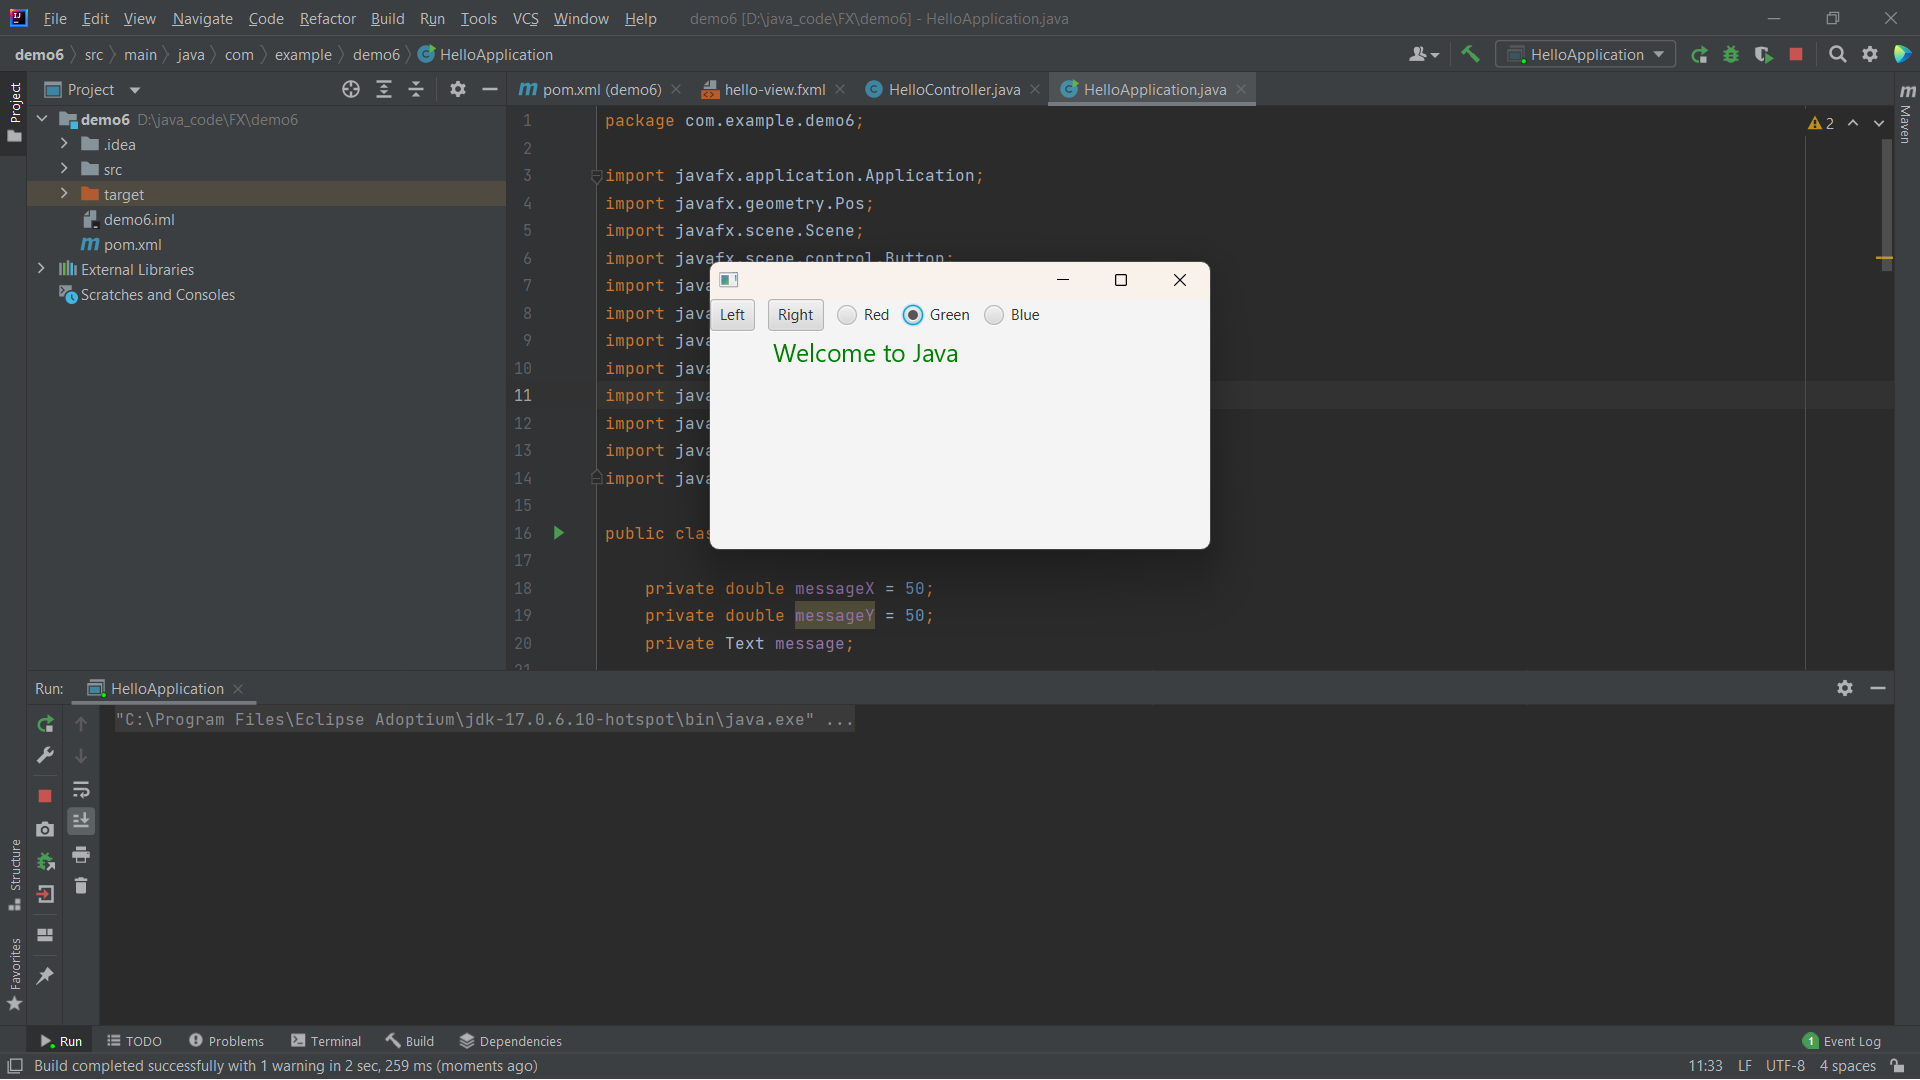 File Edit View Navigate Code Refactor Build Run Tools VCS Window Help demo6 [D:\java_code\FX\demo6] - HelloApplication.java
demo6 src main java com example demo6 HelloApplication
HelloApplication
Project
pom.xml (demo6) hello-view.fxml HelloController.java HelloApplication.java
Project
Maven
demo6 D:\java_code\FX\demo6
.idea
src
target
demo6.iml
pom.xml
External Libraries
Scratches and Consoles
2
1 package com.example.demo6;
2
3 import javafx.application.Application;
4 import javafx.geometry.Pos;
5 import javafx.scene.Scene;
6 import javafx.scene.control.Button;
7 import java
8 import java
9 import java
10 import java
11 import java
12 import java
13 import java
14 import java
15
16 public clas
17
18 private double messageX = 50;
19 private double messageY = 50;
20 private Text message;
21
Left Right Red Green Blue
Welcome to Java
Run: HelloApplication
"C:\Program Files\Eclipse Adoptium\jdk-17.0.6.10-hotspot\bin\java.exe" ...
Structure
Favorites
Run TODO Problems Terminal Build Dependencies
1 Event Log
Build completed successfully with 1 warning in 2 sec, 259 ms (moments ago)
11:33 LF UTF-8 4 spaces